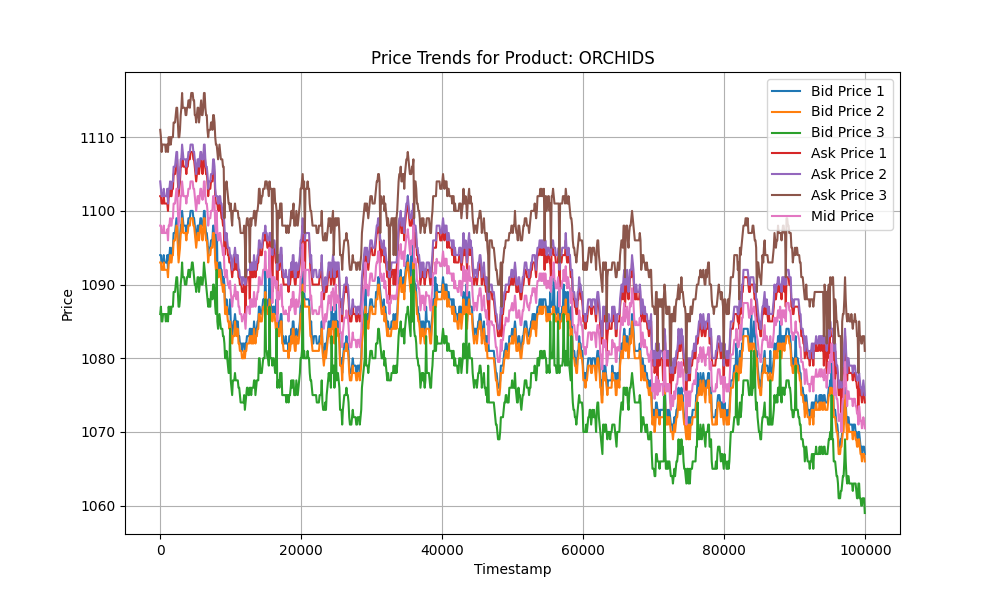 Price Trends for Product: ORCHIDS
Bid Price 1
Bid Price 2
Bid Price 3
Ask Price 1
Ask Price 2
Ask Price 3
Mid Price
Price
1110
1100
1090
1080
1070
1060
0 20000 40000 60000 80000 100000
Timestamp